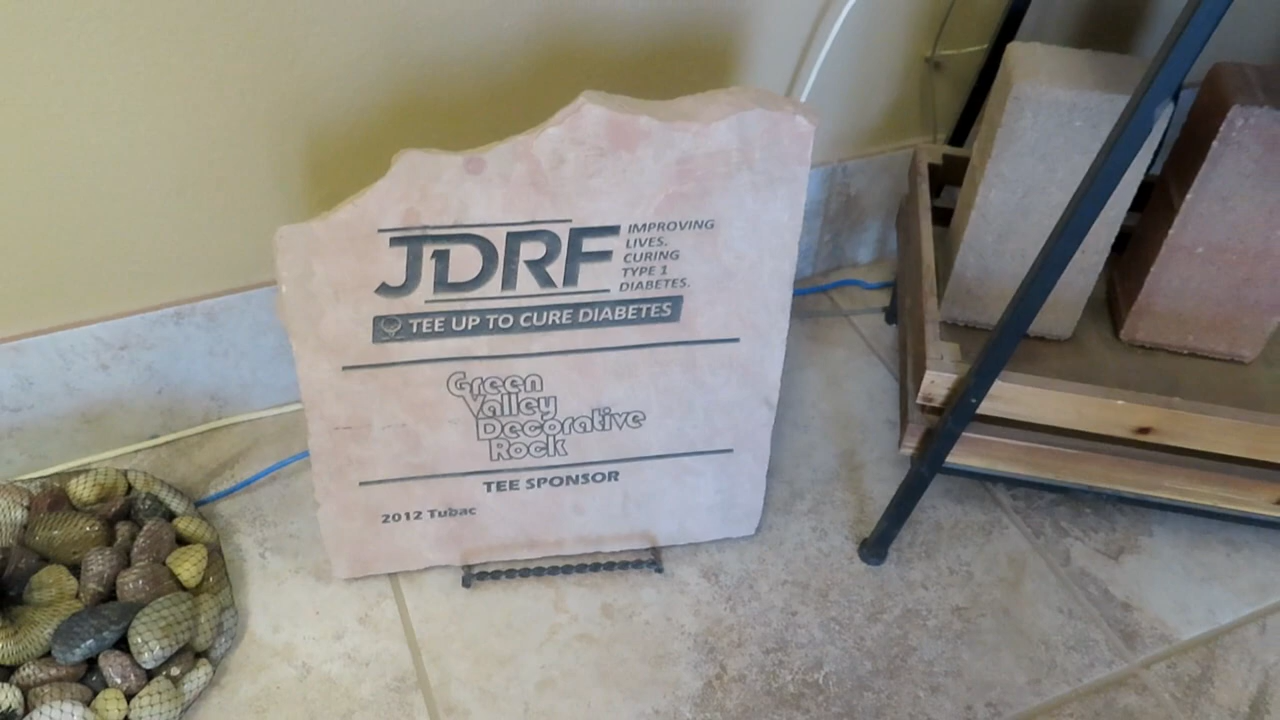 JDRF
IMPROVING
LIVES.
CURING
TYPE 1
DIABETES.
TEE UP TO CURE DIABETES
Green
Valley
Decorative
Rock
TEE SPONSOR
2012 Tubac